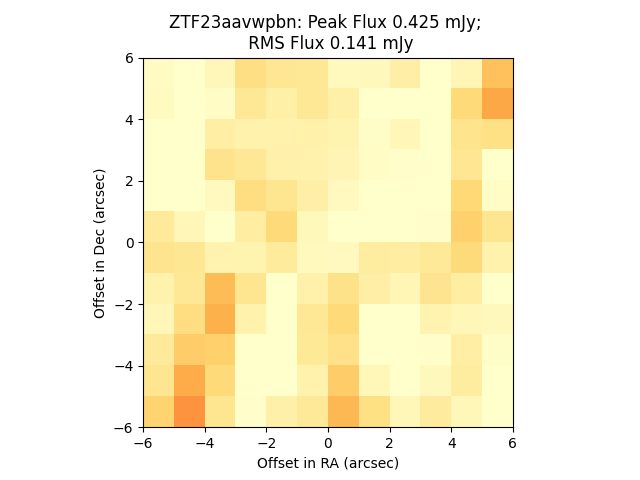 ZTF23aavwpbn: Peak Flux 0.425 mJy;
RMS Flux 0.141 mJy
6
4
2
0
−2
−4
−6
Offset in Dec (arcsec)
−6 −4 −2 0 2 4 6
Offset in RA (arcsec)